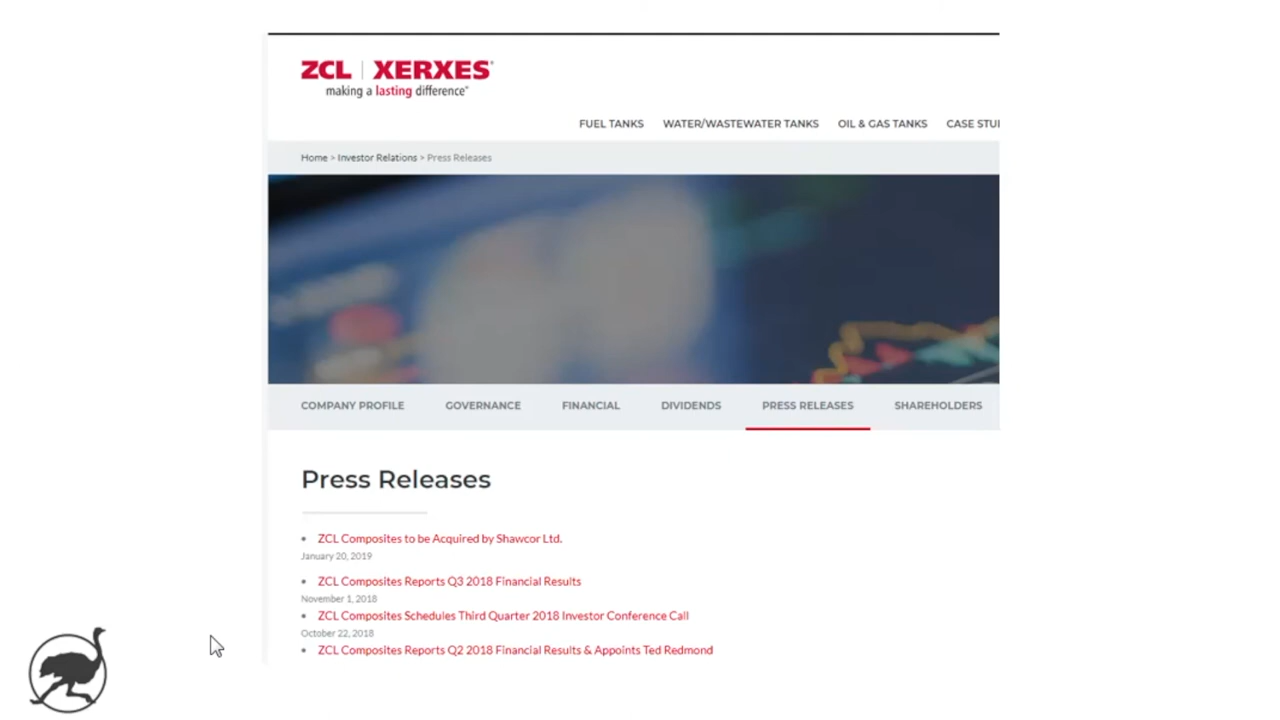 ZCL | XERXES®
making a lasting difference"
FUEL TANKS WATER/WASTEWATER TANKS OIL & GAS TANKS CASE STUI
Home > Investor Relations > Press Releases
COMPANY PROFILE GOVERNANCE FINANCIAL DIVIDENDS PRESS RELEASES SHAREHOLDERS
Press Releases
• ZCL Composites to be Acquired by Shawcor Ltd.
January 20, 2019
• ZCL Composites Reports Q3 2018 Financial Results
November 1, 2018
• ZCL Composites Schedules Third Quarter 2018 Investor Conference Call
October 22, 2018
• ZCL Composites Reports Q2 2018 Financial Results & Appoints Ted Redmond